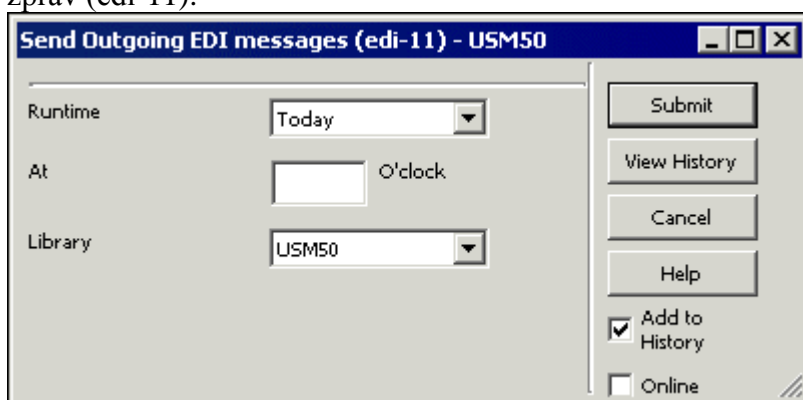 zpráv (edi-11):
Send Outgoing EDI messages (edi-11) - USM50
Runtime
Today
Submit
At
O'clock
View History
Cancel
Library
USM50
Help
Add to
History
Online